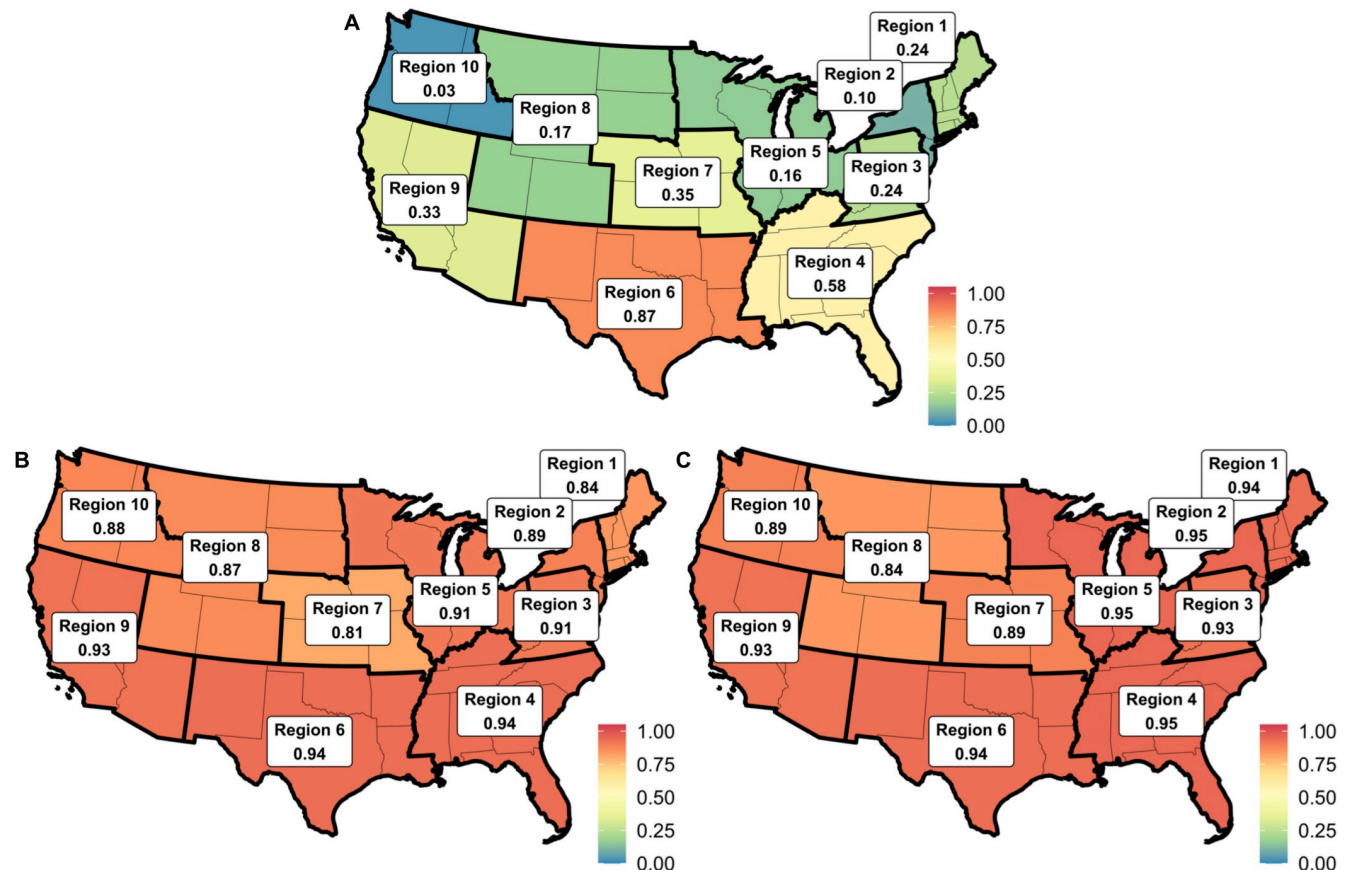 A
Region 1
0.24
Region 2
0.10
Region 10
0.03
Region 8
0.17
Region 5
0.16
Region 3
0.24
Region 7
0.35
Region 9
0.33
Region 4
0.58
Region 6
0.87
1.00
0.75
0.50
0.25
0.00
B
Region 1
0.84
Region 2
0.89
Region 10
0.88
Region 8
0.87
Region 5
0.91
Region 3
0.91
Region 7
0.81
Region 9
0.93
Region 4
0.94
Region 6
0.94
1.00
0.75
0.50
0.25
0.00
C
Region 1
0.94
Region 2
0.95
Region 10
0.89
Region 8
0.84
Region 5
0.95
Region 3
0.93
Region 7
0.89
Region 9
0.93
Region 4
0.95
Region 6
0.94
1.00
0.75
0.50
0.25
0.00